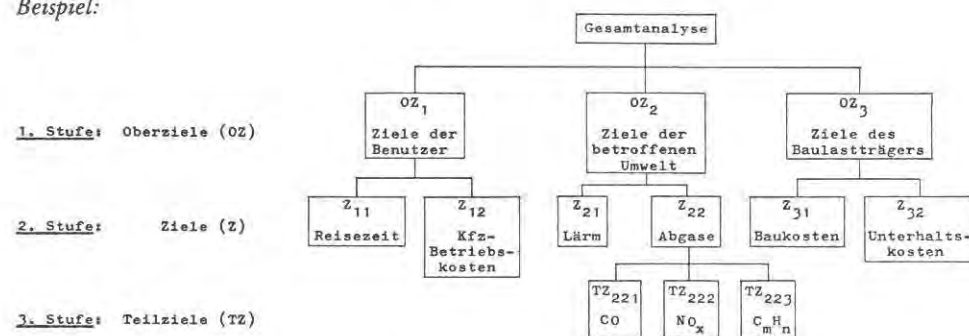 Beispiel:
Gesamtanalyse
OZ₁ OZ₂ OZ₃
1. Stufe: Oberziele (OZ) Ziele der Ziele der Ziele des
Benutzer betroffenen Baulastträgers
Umwelt
Z₁₁ Z₁₂ Z₂₁ Z₂₂ Z₃₁ Z₃₂
2. Stufe: Ziele (Z) Reisezeit Kfz- Lärm Abgase Baukosten Unterhalts-
Betriebs- kosten
kosten
TZ₂₂₁ TZ₂₂₂ TZ₂₂₃
3. Stufe: Teilziele (TZ) CO NOₓ CₘHₙ